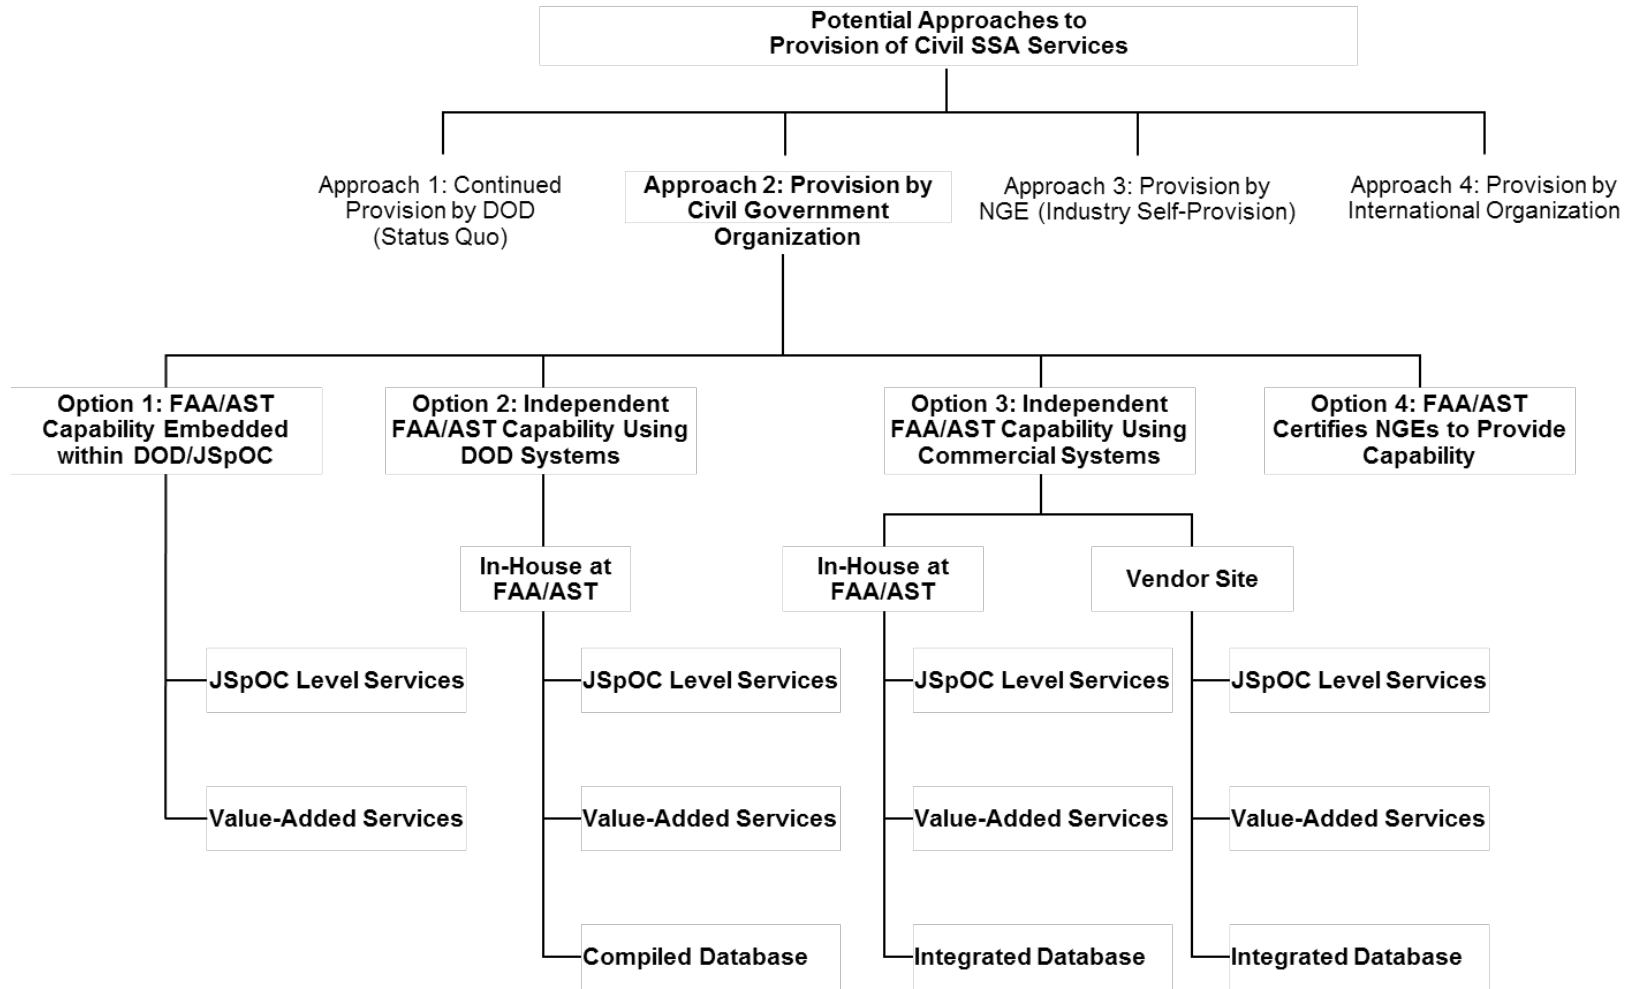 Potential Approaches to
Provision of Civil SSA Services
Approach 1: Continued
Provision by DOD
(Status Quo)
Approach 2: Provision by
Civil Government
Organization
Approach 3: Provision by
NGE (Industry Self-Provision)
Approach 4: Provision by
International Organization
Option 1: FAA/AST
Capability Embedded
within DOD/JSpOC
Option 2: Independent
FAA/AST Capability Using
DOD Systems
Option 3: Independent
FAA/AST Capability Using
Commercial Systems
Option 4: FAA/AST
Certifies NGEs to Provide
Capability
In-House at
FAA/AST
In-House at
FAA/AST
Vendor Site
JSpOC Level Services
JSpOC Level Services
JSpOC Level Services
JSpOC Level Services
Value-Added Services
Value-Added Services
Value-Added Services
Value-Added Services
Compiled Database
Integrated Database
Integrated Database